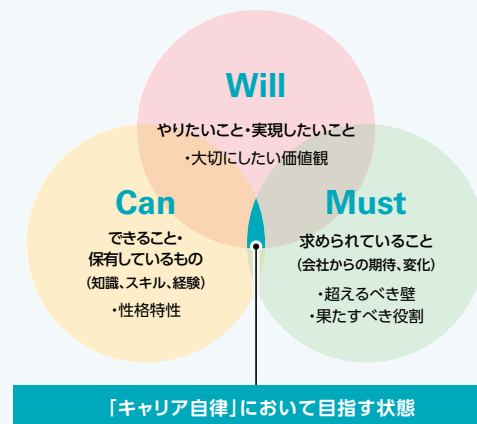 Will
やりたいこと・実現したいこと
・大切にしたい価値観
Can
できること・
保有しているもの
(知識、スキル、経験)
・性格特性
Must
求められていること
(会社からの期待、変化)
・超えるべき壁
・果たすべき役割
「キャリア自律」において目指す状態